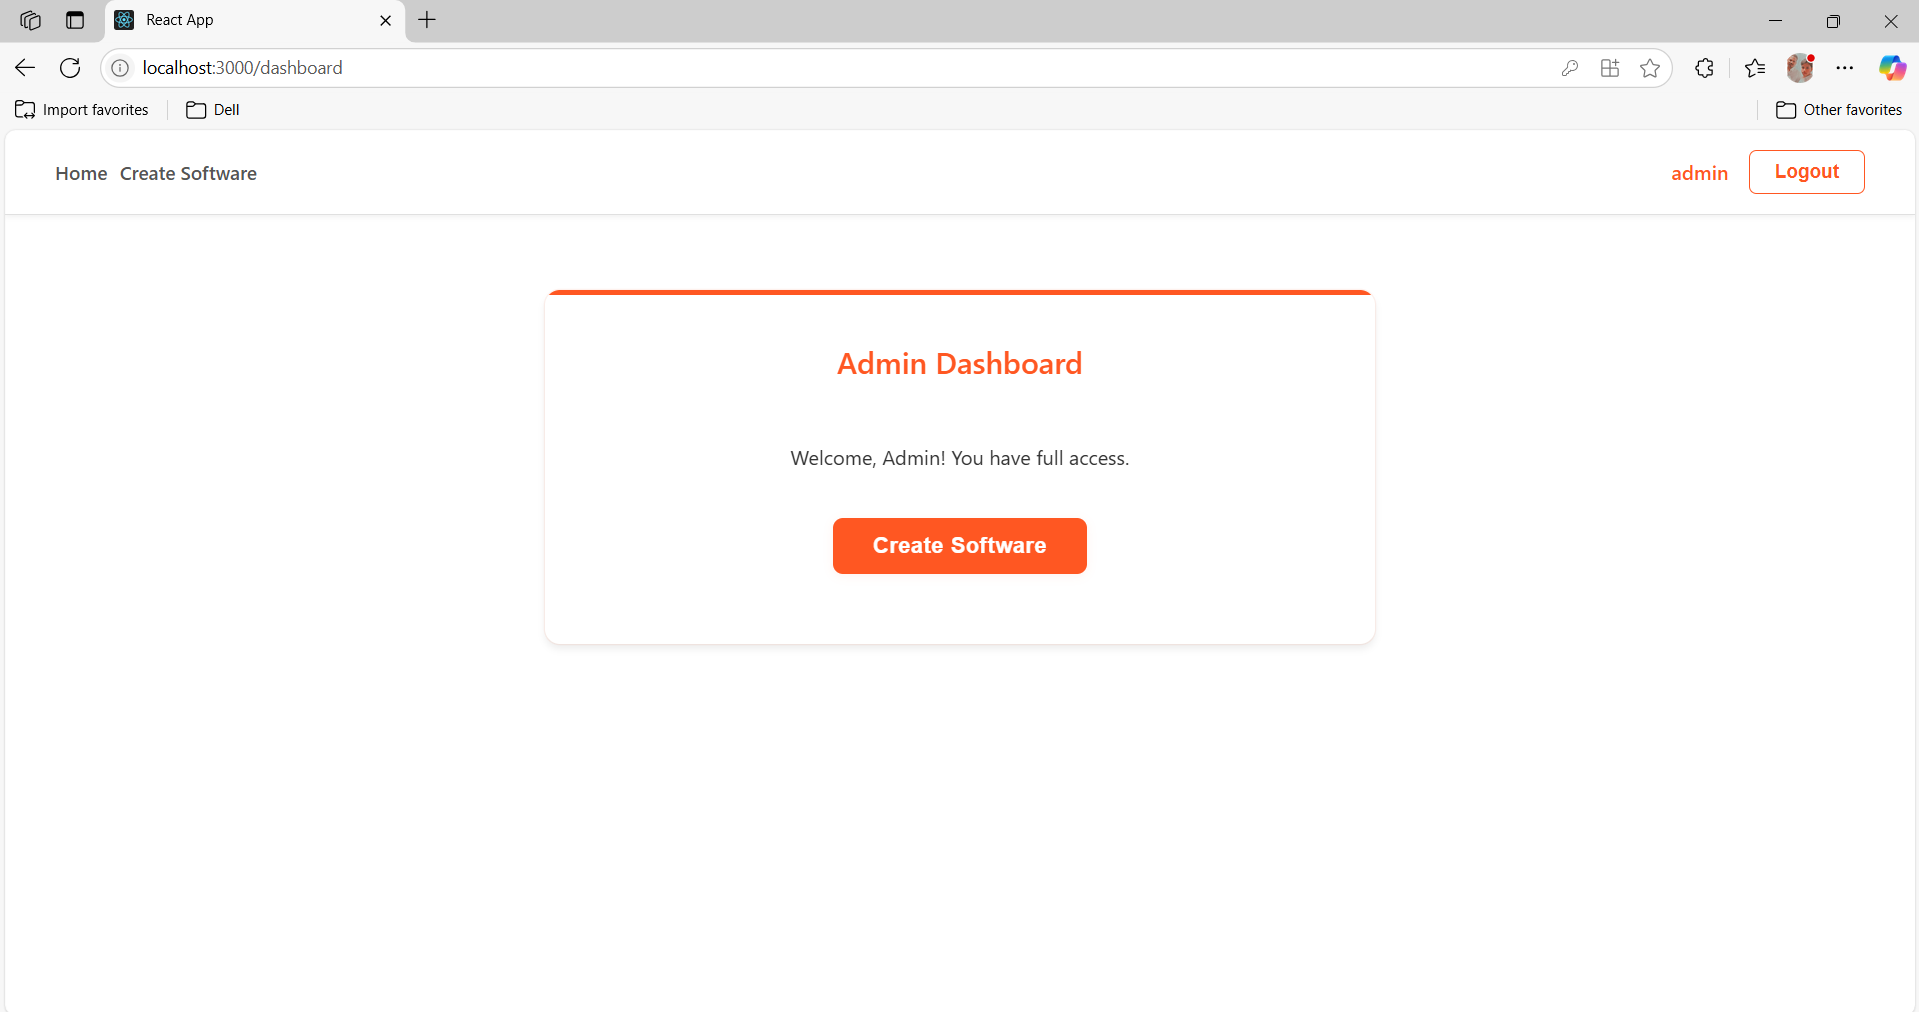 React App
localhost:3000/dashboard
Import favorites Dell Other favorites
Home Create Software admin Logout
Admin Dashboard
Welcome, Admin! You have full access.
Create Software